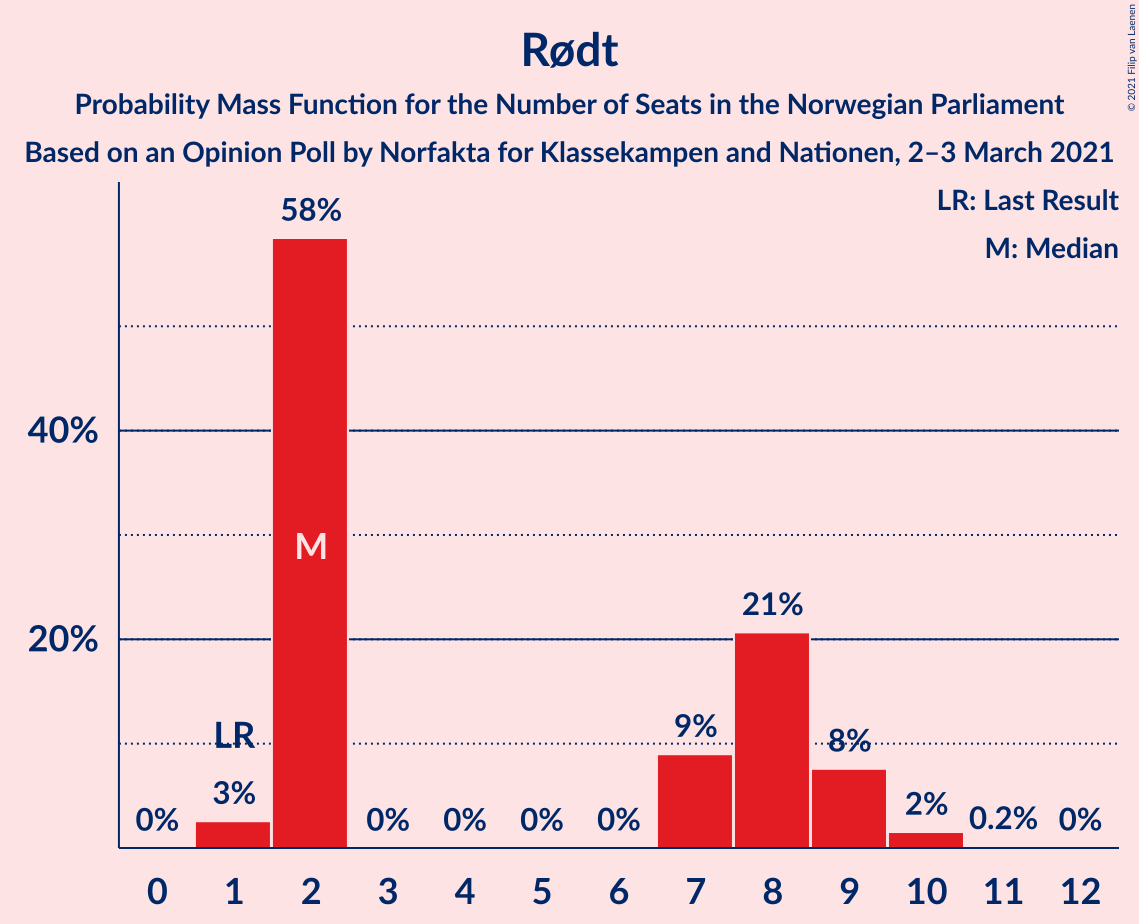 Rødt
Probability Mass Function for the Number of Seats in the Norwegian Parliament
Based on an Opinion Poll by Norfakta for Klassekampen and Nationen, 2–3 March 2021
© 2021 Filip van Laenen
LR: Last Result
M: Median
58%
40%
M
21%
20%
LR
9%
8%
3%
2%
0%
0%
0%
0%
0%
0.2%
0%
0 1 2 3 4 5 6 7 8 9 10 11 12